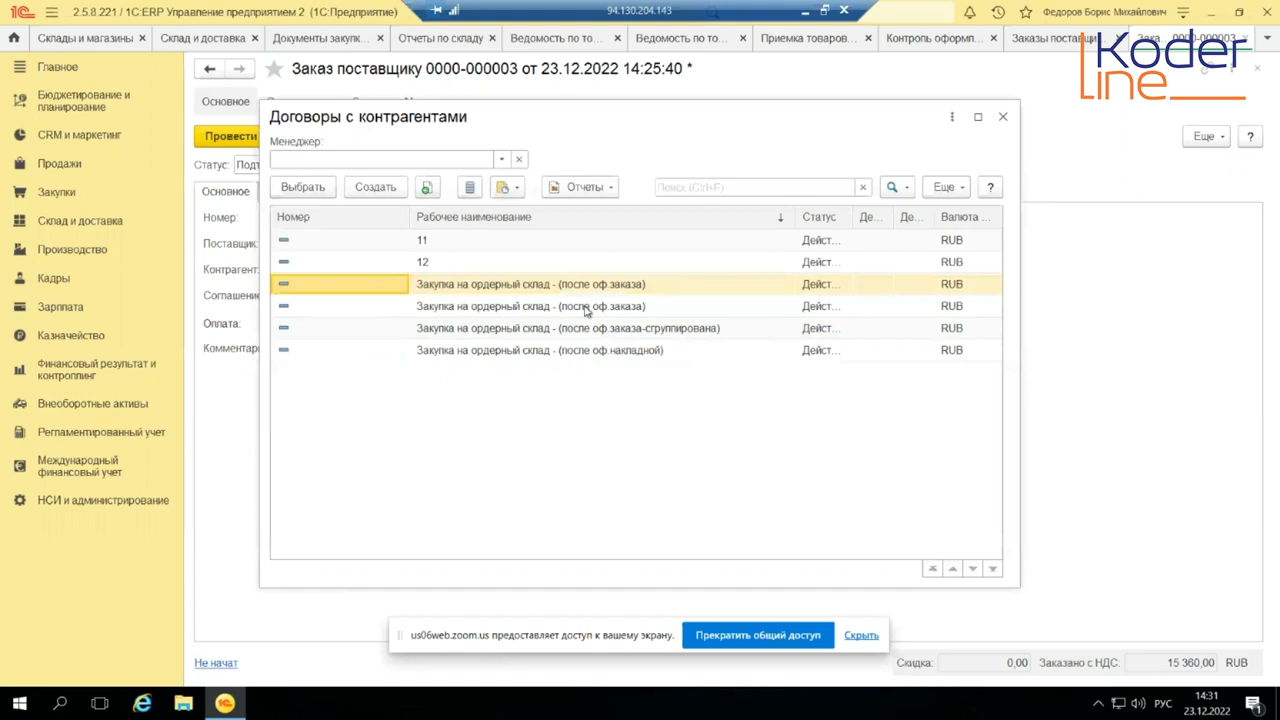 2.5.8.221 / 1С:ERP Управление предприятием 2 (1С:Предприятие)
94.130.204.143
Федоров Борис Михайлович
Склады и магазины
Склад и доставка
Документы закупк...
Отчеты по складу
Ведомость по то...
Ведомость по то...
Приемка товаров...
Контроль оформл...
Заказы поставщи
Koder
line
Заказ поставщику 0000-000003 от 23.12.2022 14:25:40 *
Главное
Бюджетирование и
планирование
CRM и маркетинг
Продажи
Закупки
Склад и доставка
Производство
Кадры
Зарплата
Казначейство
Финансовый результат и
контроллинг
Внеоборотные активы
Регламентированный учет
Международный
финансовый учет
НСИ и администрирование
Основное
Провести
Еще
?
Статус: Подт
Основное
Номер:
Поставщик:
Контрагент:
Соглашение
Оплата:
Комментар
Договоры с контрагентами
Менеджер:
Выбрать
Создать
Отчеты
Поиск (Ctrl+F)
Еще
?
Номер Рабочее наименование Статус Де... Де... Валюта ...
11 Дейст... RUB
12 Дейст... RUB
Закупка на ордерный склад - (после оф.заказа) Дейст... RUB
Закупка на ордерный склад - (после оф.заказа) Дейст... RUB
Закупка на ордерный склад - (после оф.заказа-сгруппирована) Дейст... RUB
Закупка на ордерный склад - (после оф.накладной) Дейст... RUB
us06web.zoom.us предоставляет доступ к вашему экрану.
Прекратить общий доступ
Скрыть
Не начат
Скидка: 0,00 Заказано с НДС: 15 360,00 RUB
РУС
14:31
23.12.2022
1